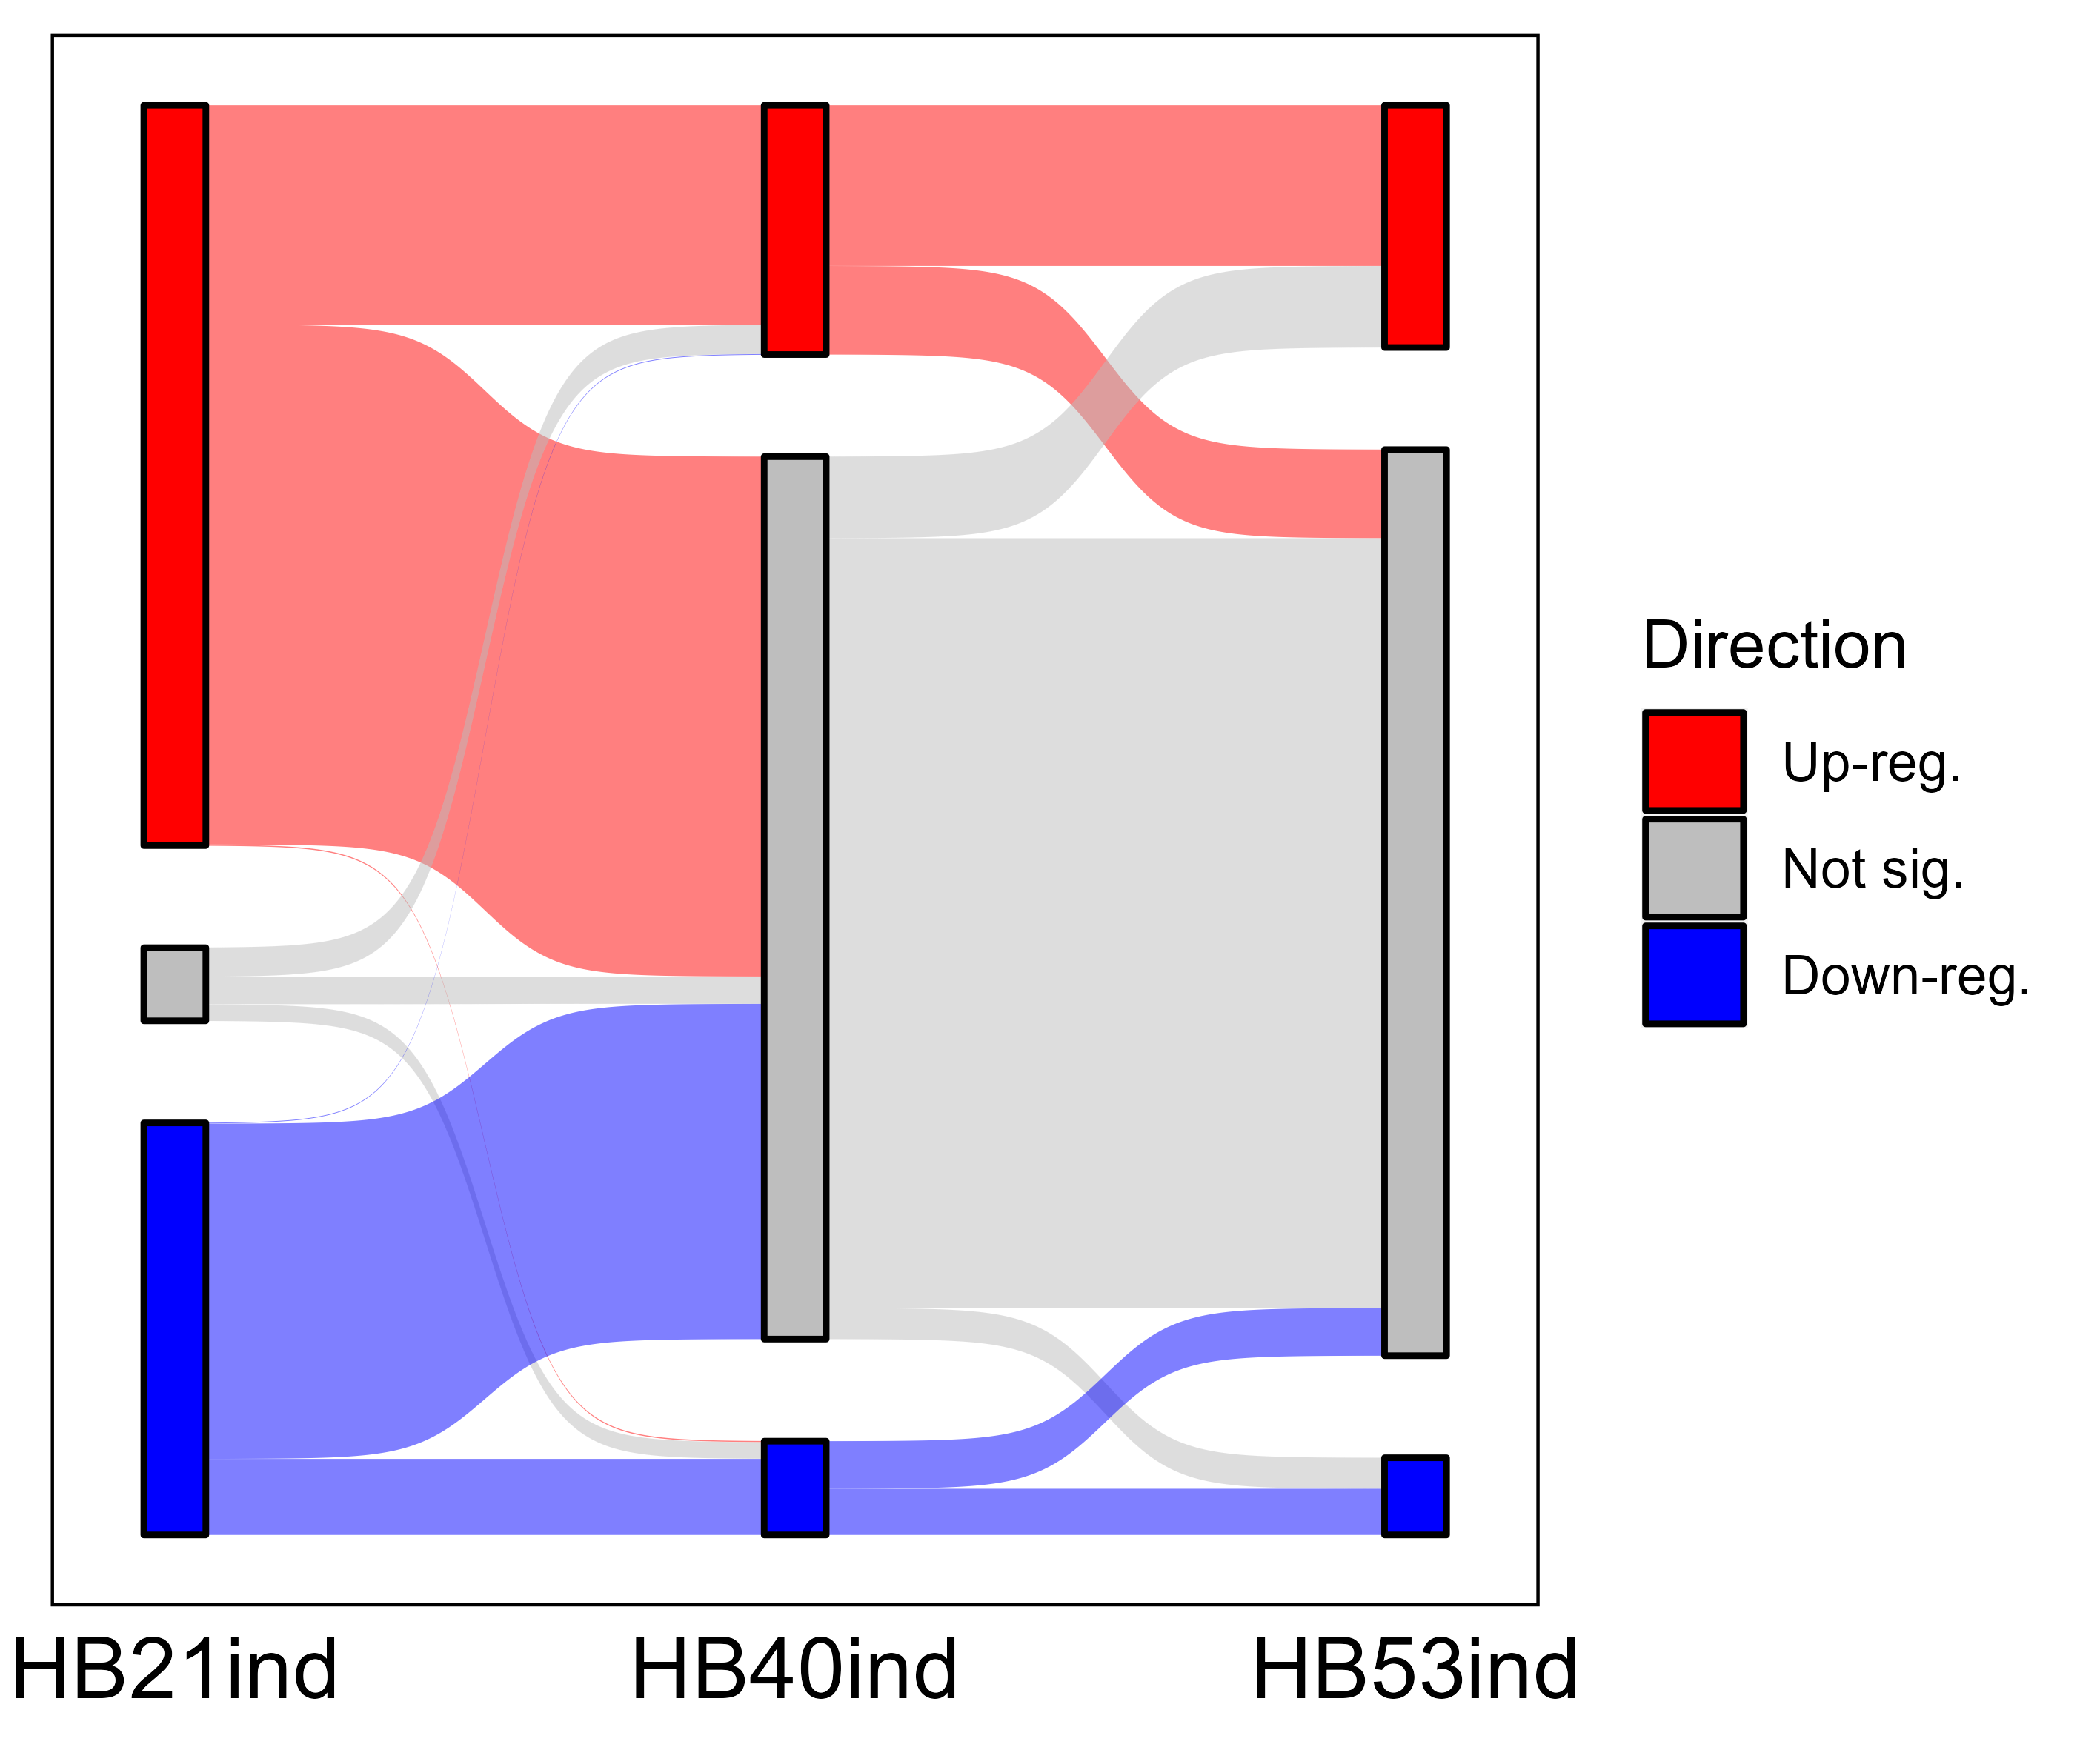 Direction
Up-reg.
Not sig.
Down-reg.
HB21ind
HB40ind
HB53ind